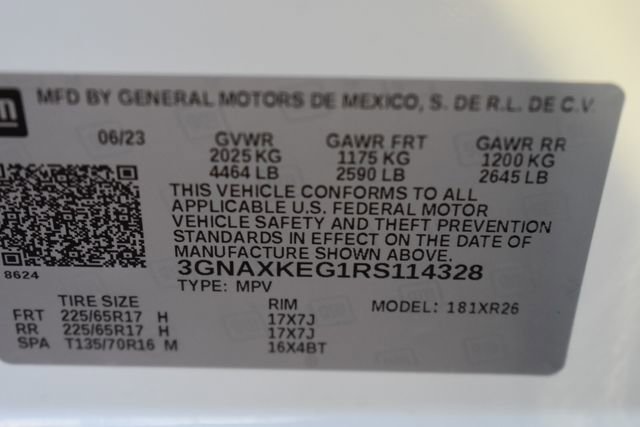 gm MFD BY GENERAL MOTORS DE MEXICO, S. DE R.L. DE C.V.
06/23 GVWR GAWR FRT GAWR RR
2025 KG 1175 KG 1200 KG
4464 LB 2590 LB 2645 LB
THIS VEHICLE CONFORMS TO ALL
APPLICABLE U.S. FEDERAL MOTOR
VEHICLE SAFETY AND THEFT PREVENTION
STANDARDS IN EFFECT ON THE DATE OF
MANUFACTURE SHOWN ABOVE.
8624 3GNAXKEG1RS114328
TYPE: MPV
TIRE SIZE RIM MODEL: 181XR26
FRT 225/65R17 H 17X7J
RR 225/65R17 H 17X7J
SPA T135/70R16 M 16X4BT